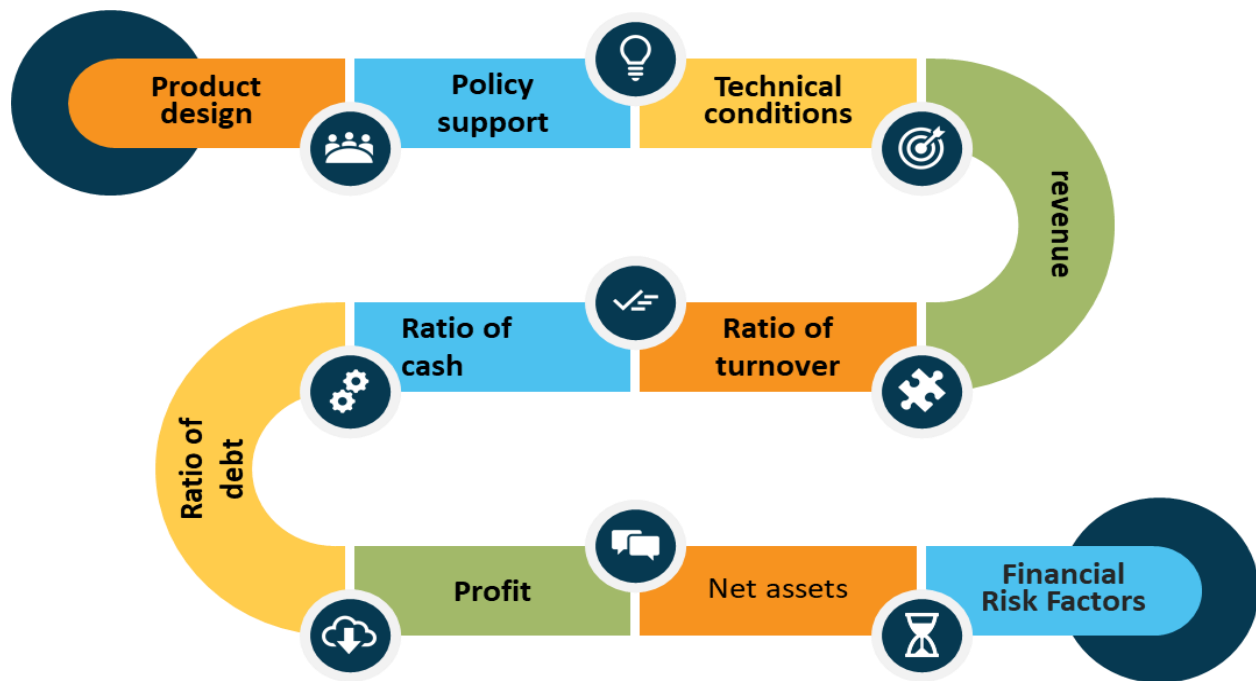 Product
design
Policy
support
Technical
conditions
revenue
Ratio of
turnover
Ratio of
cash
Ratio of
debt
Profit
Net assets
Financial
Risk Factors